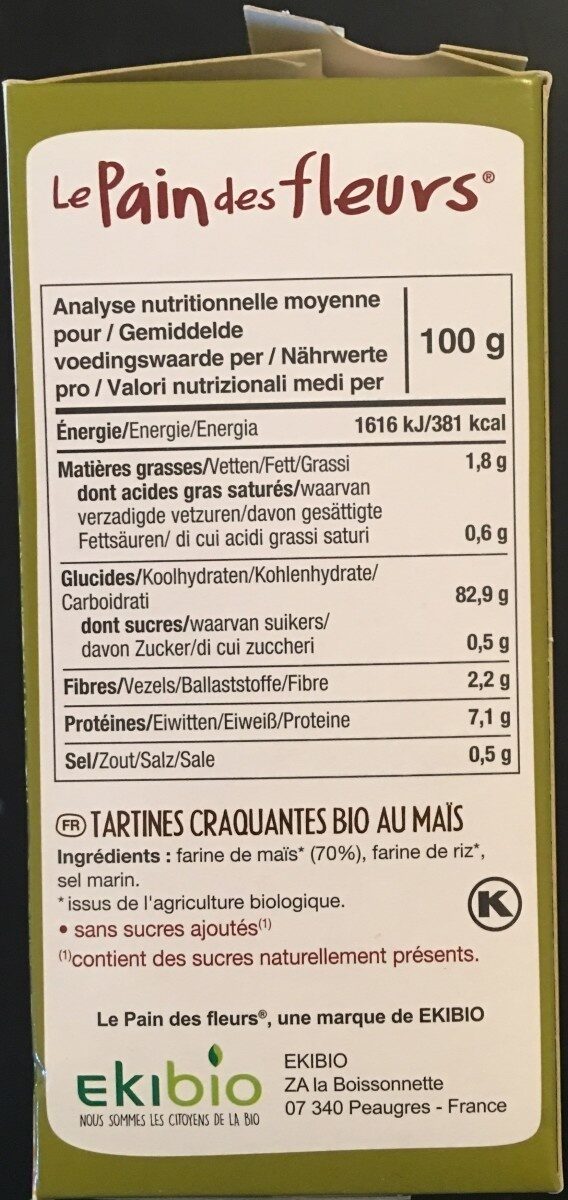 Le Pain des fleurs®
Analyse nutritionnelle moyenne
pour / Gemiddelde
voedingswaarde per / Nährwerte
pro / Valori nutrizionali medi per
100 g
Énergie/Energie/Energia 1616 kJ/381 kcal
Matières grasses/Vetten/Fett/Grassi 1,8 g
dont acides gras saturés/waarvan
verzadigde vetzuren/davon gesättigte
Fettsäuren/ di cui acidi grassi saturi 0,6 g
Glucides/Koolhydraten/Kohlenhydrate/
Carboidrati 82,9 g
dont sucres/waarvan suikers/
davon Zucker/di cui zuccheri 0,5 g
Fibres/Vezels/Ballaststoffe/Fibre 2,2 g
Protéines/Eiwitten/Eiweiß/Proteine 7,1 g
Sel/Zout/Salz/Sale 0,5 g
FR TARTINES CRAQUANTES BIO AU MAÏS
Ingrédients : farine de maïs* (70%), farine de riz*,
sel marin.
* issus de l'agriculture biologique.
K
• sans sucres ajoutés(1)
(1)contient des sucres naturellement présents.
Le Pain des fleurs®, une marque de EKIBIO
Ekibio
NOUS SOMMES LES CITOYENS DE LA BIO
EKIBIO
ZA la Boissonnette
07 340 Peaugres - France